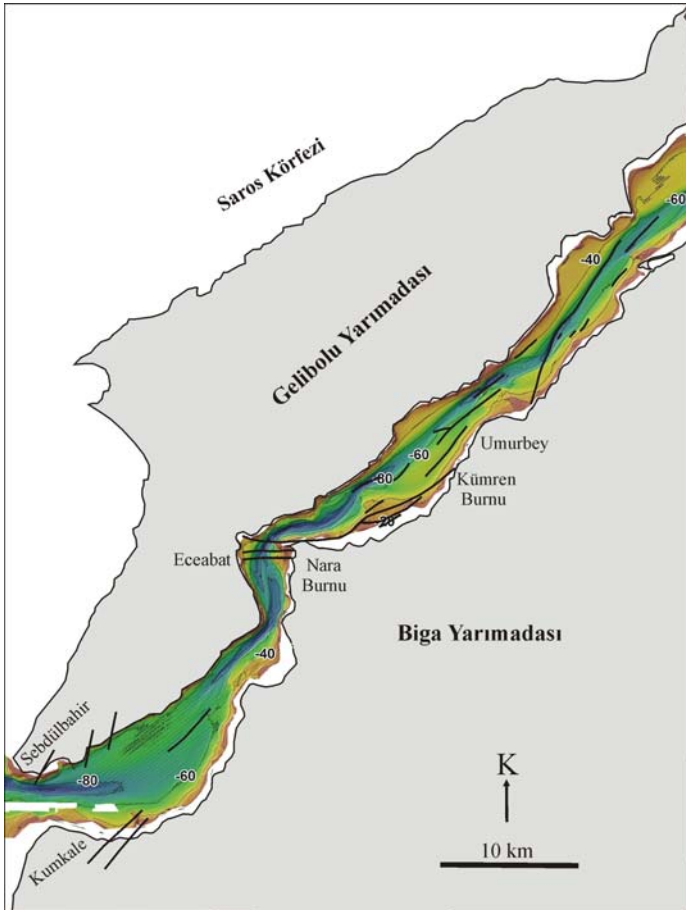 Saros Körfezi
-60
-40
Gelibolu Yarımadası
Umurbey
-60
-80
Kümren
Burnu
-20
Eceabat
Nara
Burnu
Biga Yarımadası
-40
Sebdülbahir
-80
-60
K
Kumkale
10 km